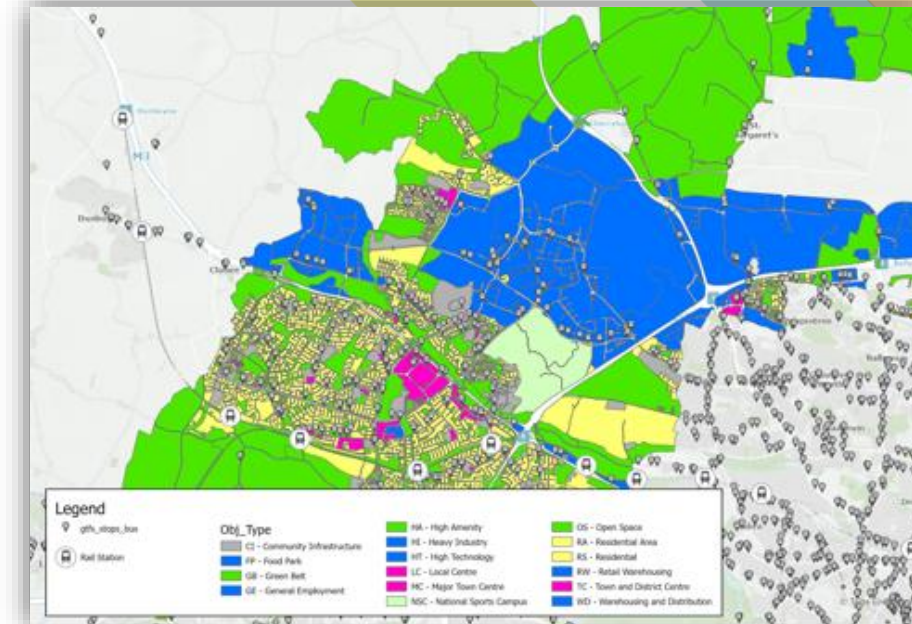 M3
St.
Margaret's
Legend
gtfs_stops_bus
Rail Station
Obj_Type
CI - Community Infrastructure
FP - Food Park
GB - Green Belt
GE - General Employment
HA - High Amenity
HI - Heavy Industry
HT - High Technology
LC - Local Centre
MC - Major Town Centre
NSC - National Sports Campus
OS - Open Space
RA - Residential Area
RS - Residential
RW - Retail Warehousing
TC - Town and District Centre
WD - Warehousing and Distribution